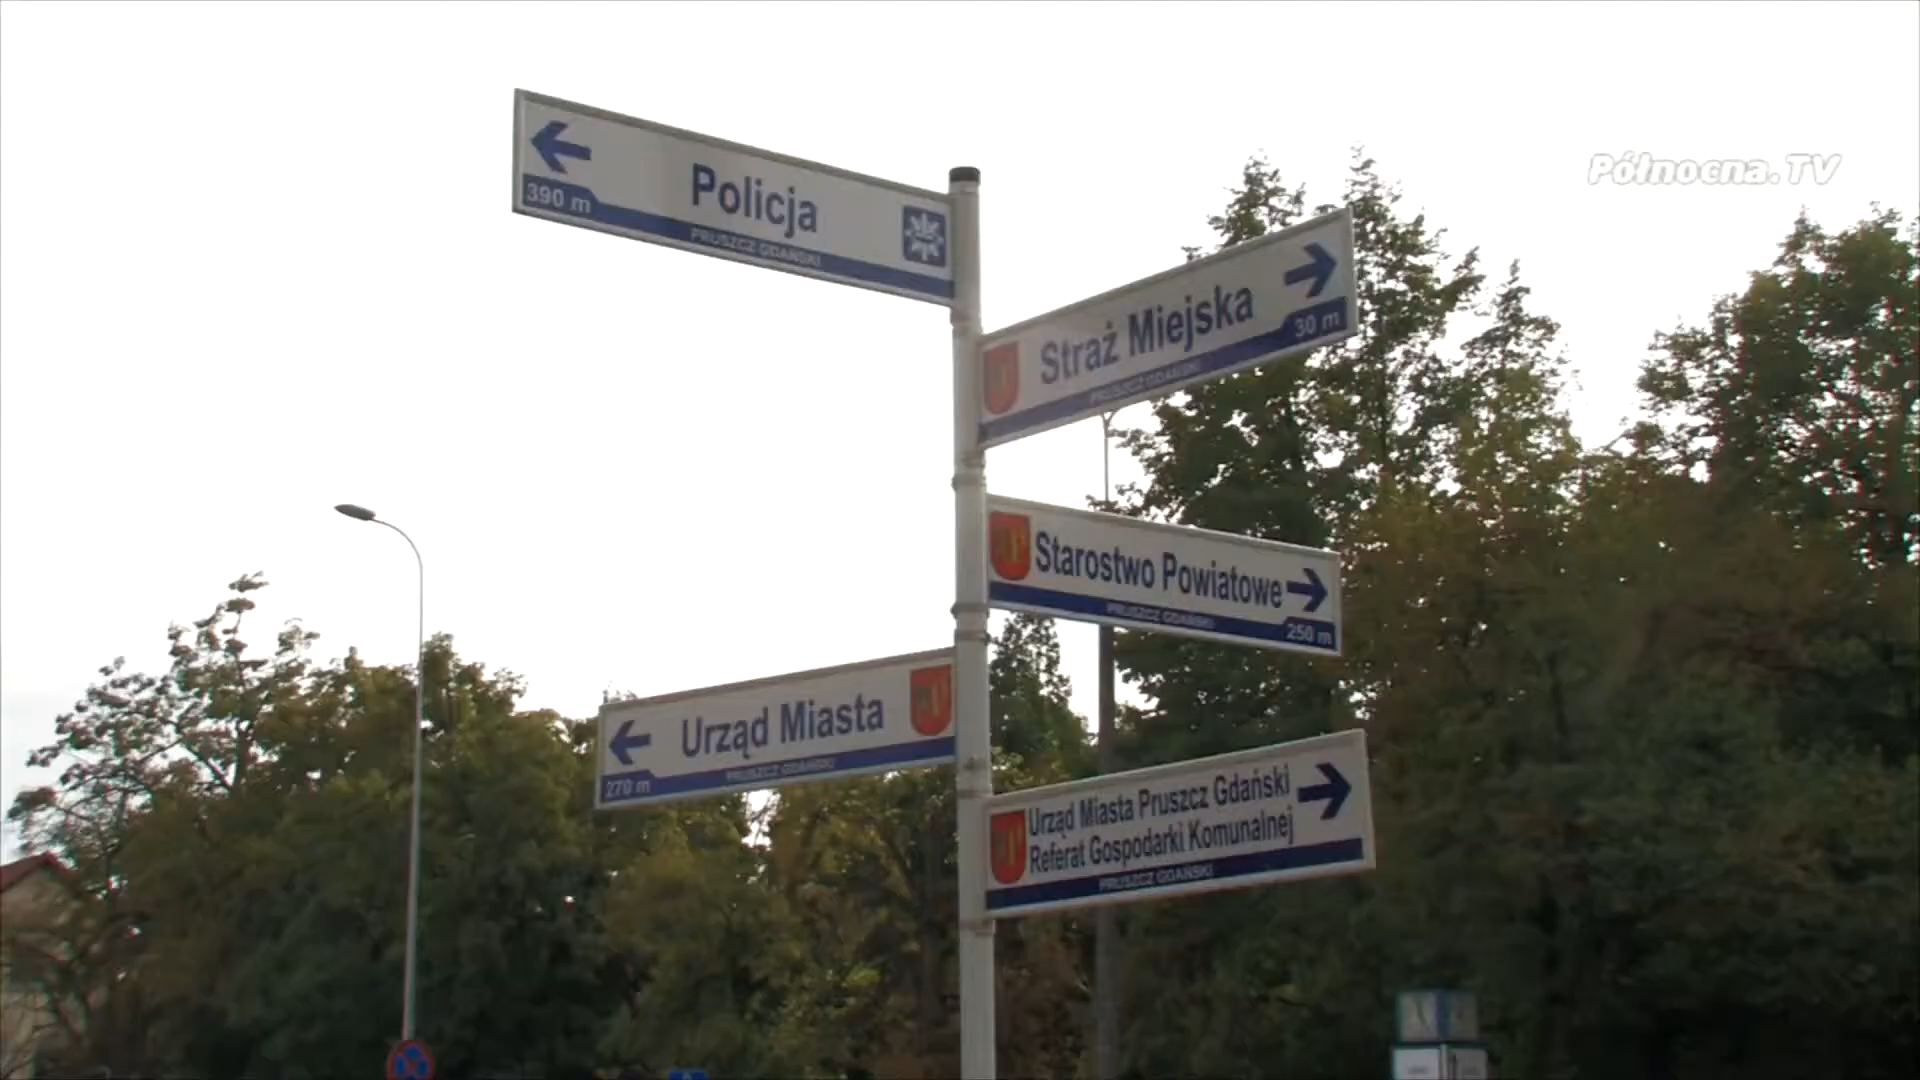 Północna.TV
Policja
390 m
PRUSZCZ GDAŃSKI
Straż Miejska
30 m
PRUSZCZ GDAŃSKI
Starostwo Powiatowe
PRUSZCZ GDAŃSKI
250 m
Urząd Miasta
270 m
PRUSZCZ GDAŃSKI
Urząd Miasta Pruszcz Gdański
Referat Gospodarki Komunalnej
PRUSZCZ GDAŃSKI